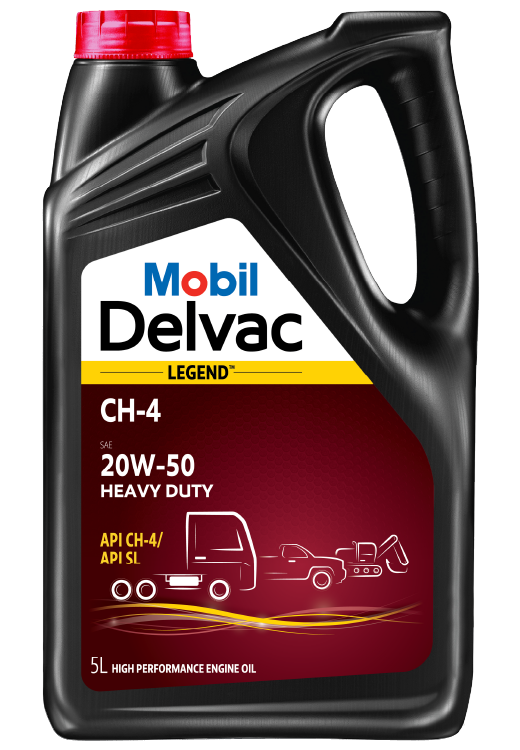 Mobil
Delvac
LEGEND™
CH-4
SAE
20W-50
HEAVY DUTY
API CH-4/
API SL
5L HIGH PERFORMANCE ENGINE OIL